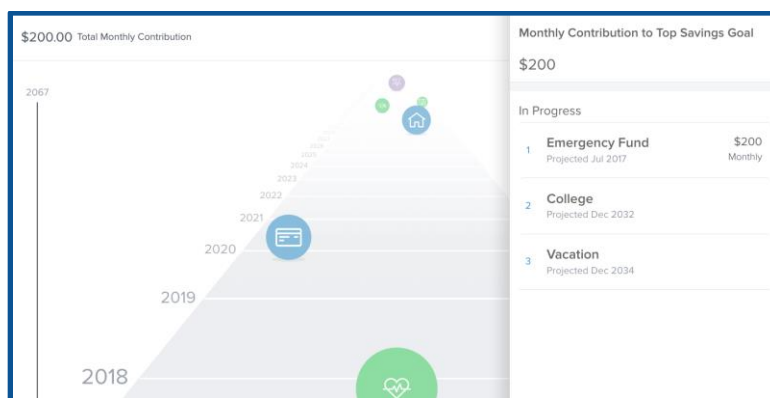 $200.00 Total Monthly Contribution
2067
2025
2024
2023
2022
2021
2020
2019
2018
Monthly Contribution to Top Savings Goal
$200
In Progress
1 Emergency Fund $200
Projected Jul 2017 Monthly
2 College
Projected Dec 2032
3 Vacation
Projected Dec 2034